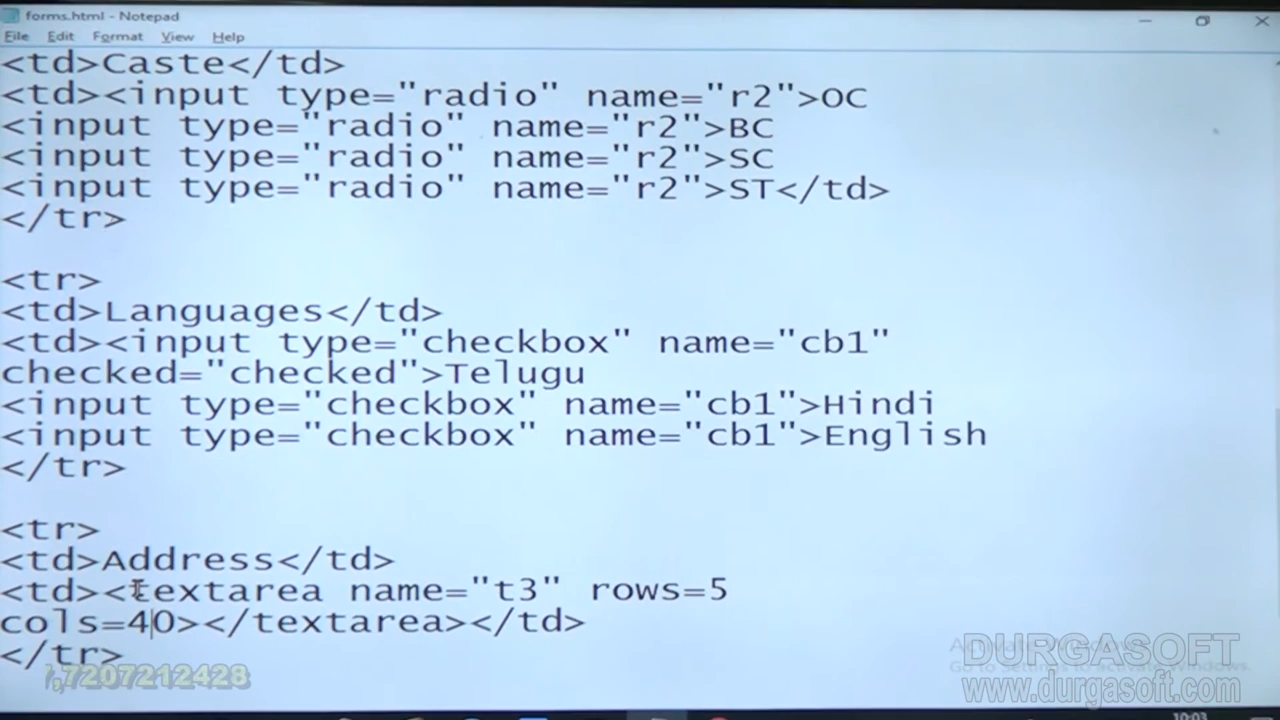 forms.html - Notepad
File Edit Format View Help
<td>Caste</td>
<td><input type="radio" name="r2">OC
<input type="radio" name="r2">BC
<input type="radio" name="r2">SC
<input type="radio" name="r2">ST</td>
</tr>
<tr>
<td>Languages</td>
<td><input type="checkbox" name="cb1"
checked="checked">Telugu
<input type="checkbox" name="cb1">Hindi
<input type="checkbox" name="cb1">English
</tr>
<tr>
<td>Address</td>
<td><textarea name="t3" rows=5
cols=40></textarea></td>
</tr>
,7207212428
DURGASOFT
www.durgasoft.com
10:03